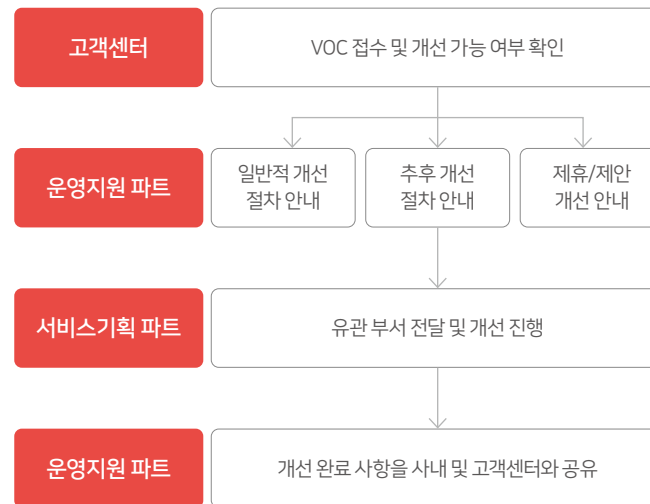 고객센터
VOC 접수 및 개선 가능 여부 확인
운영지원 파트
일반적 개선
절차 안내
추후 개선
절차 안내
제휴/제안
개선 안내
서비스기획 파트
유관 부서 전달 및 개선 진행
운영지원 파트
개선 완료 사항을 사내 및 고객센터와 공유